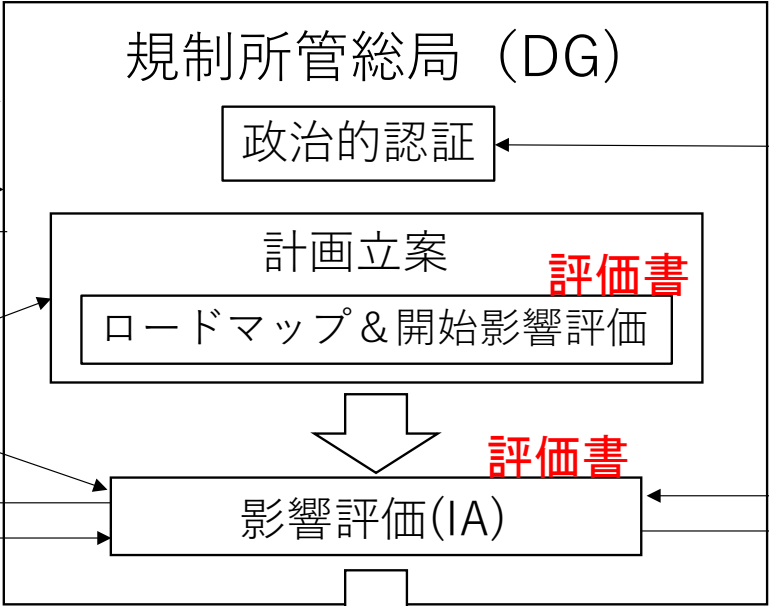 規制所管総局（DG）
政治的認証
計画立案
評価書
ロードマップ＆開始影響評価
評価書
影響評価(IA)